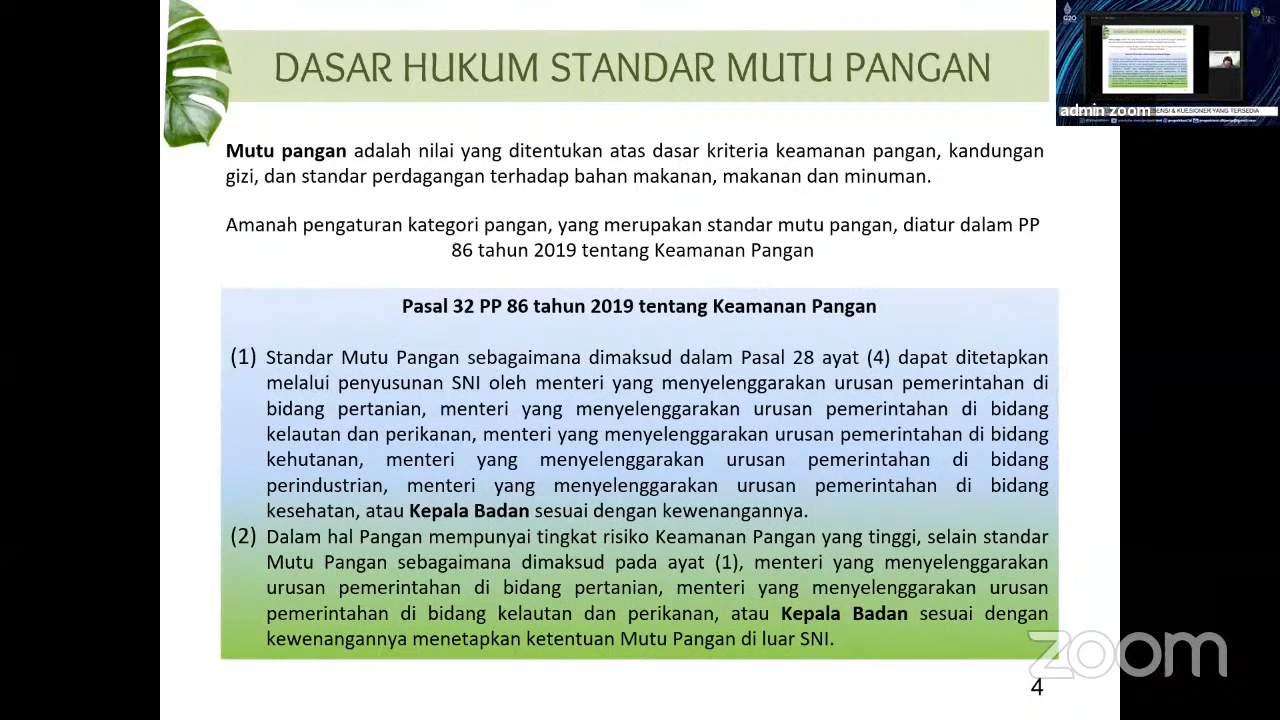 DASAR HUKUM STANDAR MUTU PANGAN
Mutu pangan adalah nilai yang ditentukan atas dasar kriteria keamanan pangan, kandungan
gizi, dan standar perdagangan terhadap bahan makanan, makanan dan minuman.
Amanah pengaturan kategori pangan, yang merupakan standar mutu pangan, diatur dalam PP
86 tahun 2019 tentang Keamanan Pangan
Pasal 32 PP 86 tahun 2019 tentang Keamanan Pangan
(1) Standar Mutu Pangan sebagaimana dimaksud dalam Pasal 28 ayat (4) dapat ditetapkan
melalui penyusunan SNI oleh menteri yang menyelenggarakan urusan pemerintahan di
bidang pertanian, menteri yang menyelenggarakan urusan pemerintahan di bidang
kelautan dan perikanan, menteri yang menyelenggarakan urusan pemerintahan di bidang
kehutanan, menteri yang menyelenggarakan urusan pemerintahan di bidang
perindustrian, menteri yang menyelenggarakan urusan pemerintahan di bidang
kesehatan, atau Kepala Badan sesuai dengan kewenangannya.
(2) Dalam hal Pangan mempunyai tingkat risiko Keamanan Pangan yang tinggi, selain standar
Mutu Pangan sebagaimana dimaksud pada ayat (1), menteri yang menyelenggarakan
urusan pemerintahan di bidang pertanian, menteri yang menyelenggarakan urusan
pemerintahan di bidang kelautan dan perikanan, atau Kepala Badan sesuai dengan
kewenangannya menetapkan ketentuan Mutu Pangan di luar SNI.
4
zoom
G20
admin zoom
SENSI & KUESIONER YANG TERSEDIA